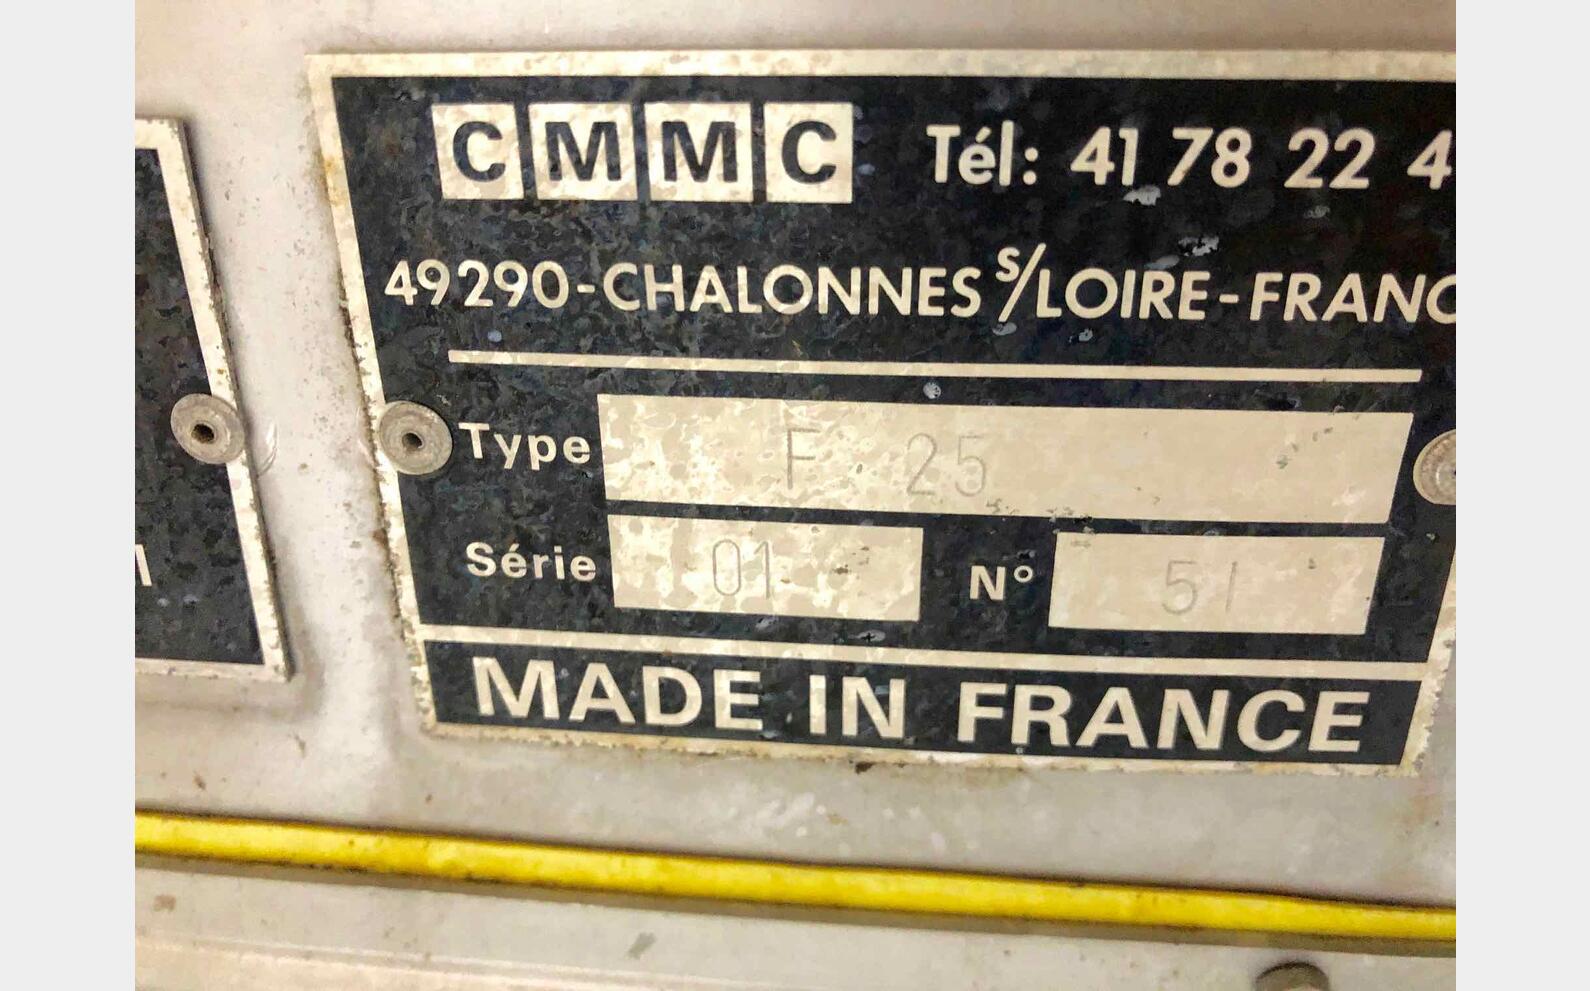 CMMC Tél: 41 78 22 4
49290-CHALONNES S/LOIRE-FRANC
Type F 25
Série 01 N° 51
MADE IN FRANCE